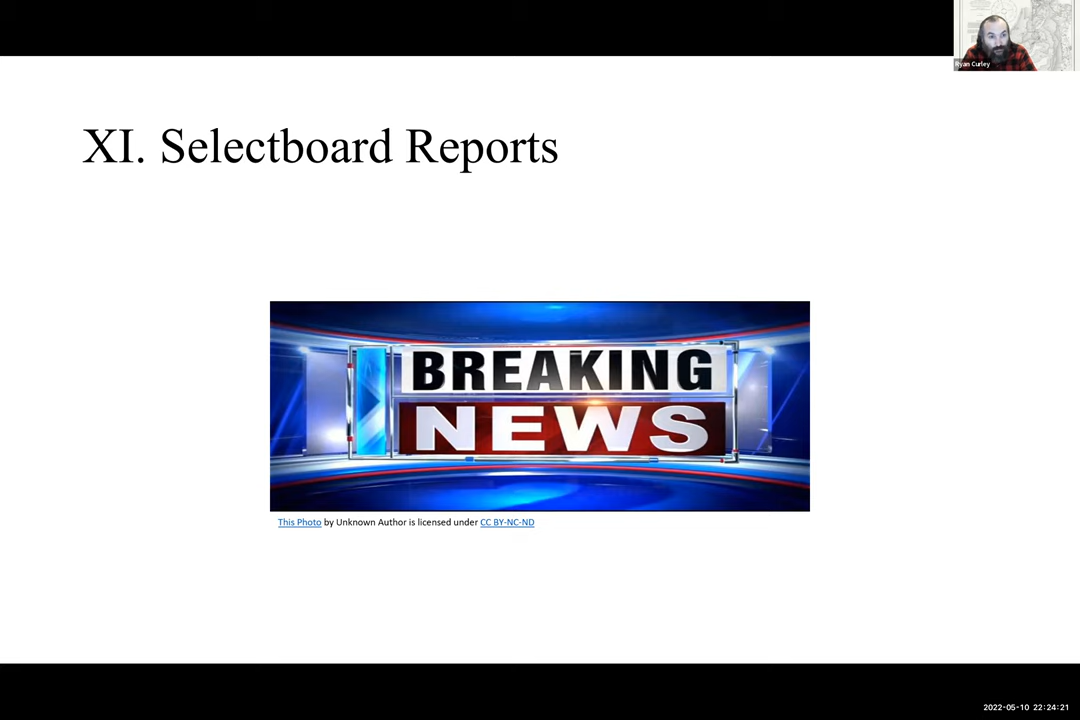 Ryan Curley
XI. Selectboard Reports
BREAKING
NEWS
This Photo by Unknown Author is licensed under CC BY-NC-ND
2022-05-10 22:24:21